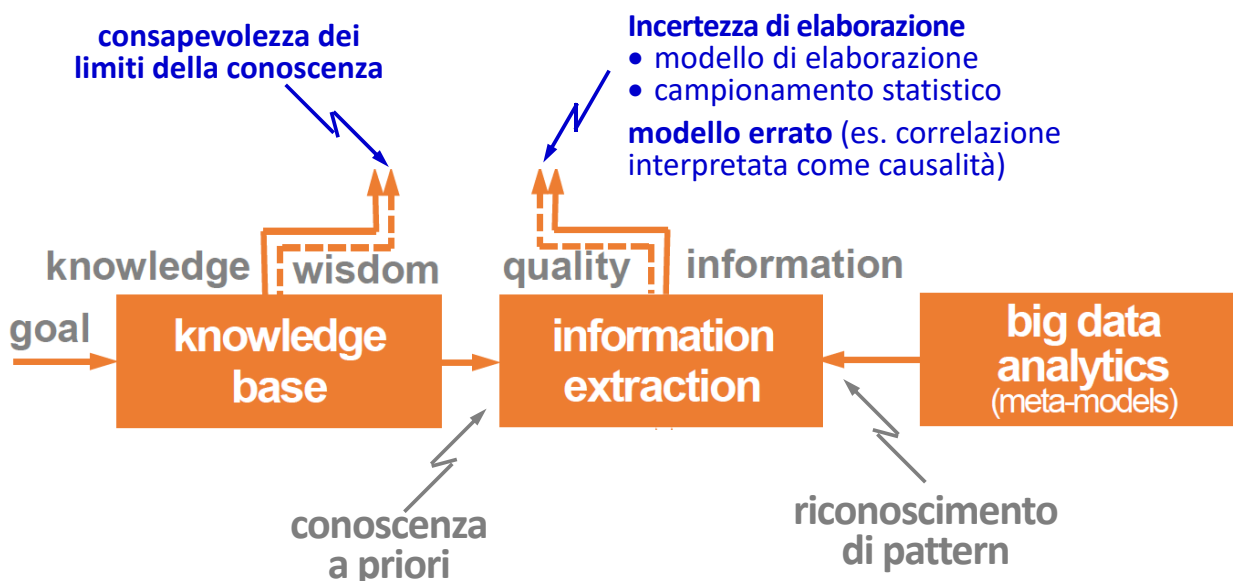 consapevolezza dei
limiti della conoscenza
Incertezza di elaborazione
• modello di elaborazione
• campionamento statistico
modello errato (es. correlazione
interpretata come causalità)
knowledge
wisdom
quality
information
goal
knowledge
base
information
extraction
big data
analytics
(meta-models)
conoscenza
a priori
riconoscimento
di pattern